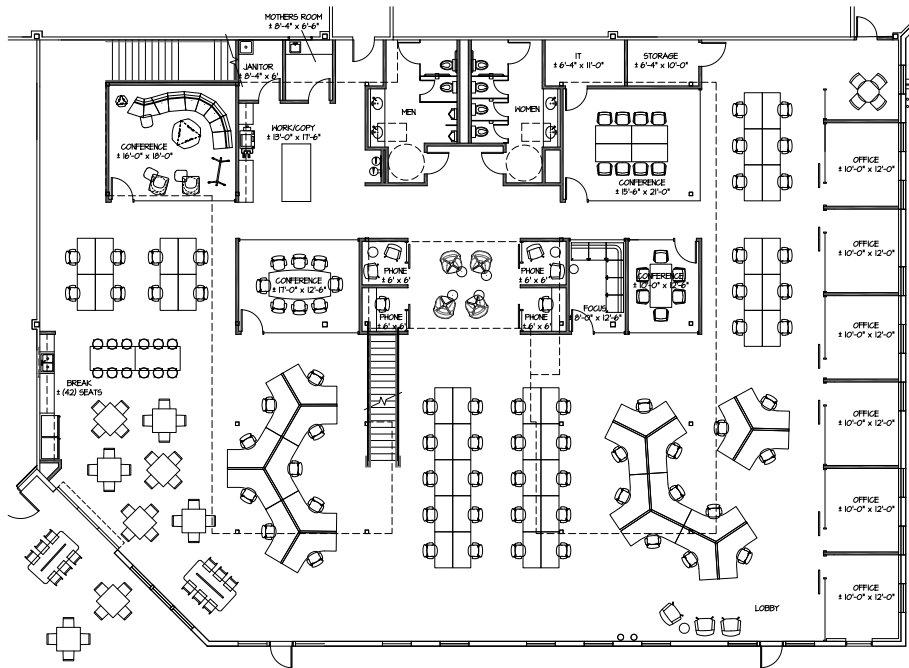 MOTHERS ROOM
± 8'-4" x 6'-6"
JANITOR
± 8'-4" x 6'
IT
± 6'-4" x 11'-0"
STORAGE
± 6'-4" x 10'-0"
MEN
WOMEN
WORK/COPY
± 13'-0" x 17'-6"
CONFERENCE
± 16'-0" x 18'-0"
CONFERENCE
± 15'-6" x 21'-0"
OFFICE
± 10'-0" x 12'-0"
OFFICE
± 10'-0" x 12'-0"
CONFERENCE
± 17'-0" x 12'-6"
PHONE
± 6' x 6'
PHONE
± 6' x 6'
CONFERENCE
± 10'-0" x 12'-6"
PHONE
± 6' x 6'
PHONE
± 6' x 6'
FOCUS
8'-0" x 12'-6"
OFFICE
± 10'-0" x 12'-0"
BREAK
± (42) SEATS
OFFICE
± 10'-0" x 12'-0"
OFFICE
± 10'-0" x 12'-0"
OFFICE
± 10'-0" x 12'-0"
LOBBY